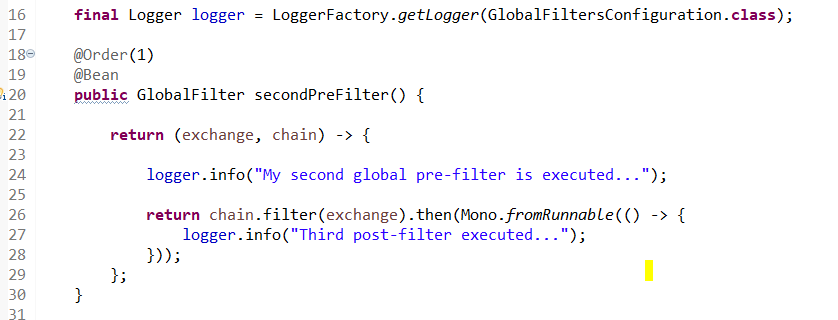 16 final Logger logger = LoggerFactory.getLogger(GlobalFiltersConfiguration.class);
17
18 @Order(1)
19 @Bean
20 public GlobalFilter secondPreFilter() {
21
22 return (exchange, chain) -> {
23
24 logger.info("My second global pre-filter is executed...");
25
26 return chain.filter(exchange).then(Mono.fromRunnable(() -> {
27 logger.info("Third post-filter executed...");
28 }));
29 };
30 }
31